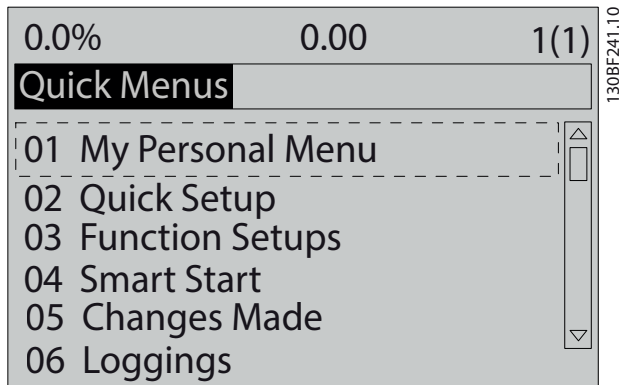 0.0% 0.00 1(1)
Quick Menus
01 My Personal Menu
02 Quick Setup
03 Function Setups
04 Smart Start
05 Changes Made
06 Loggings
130BF241.10